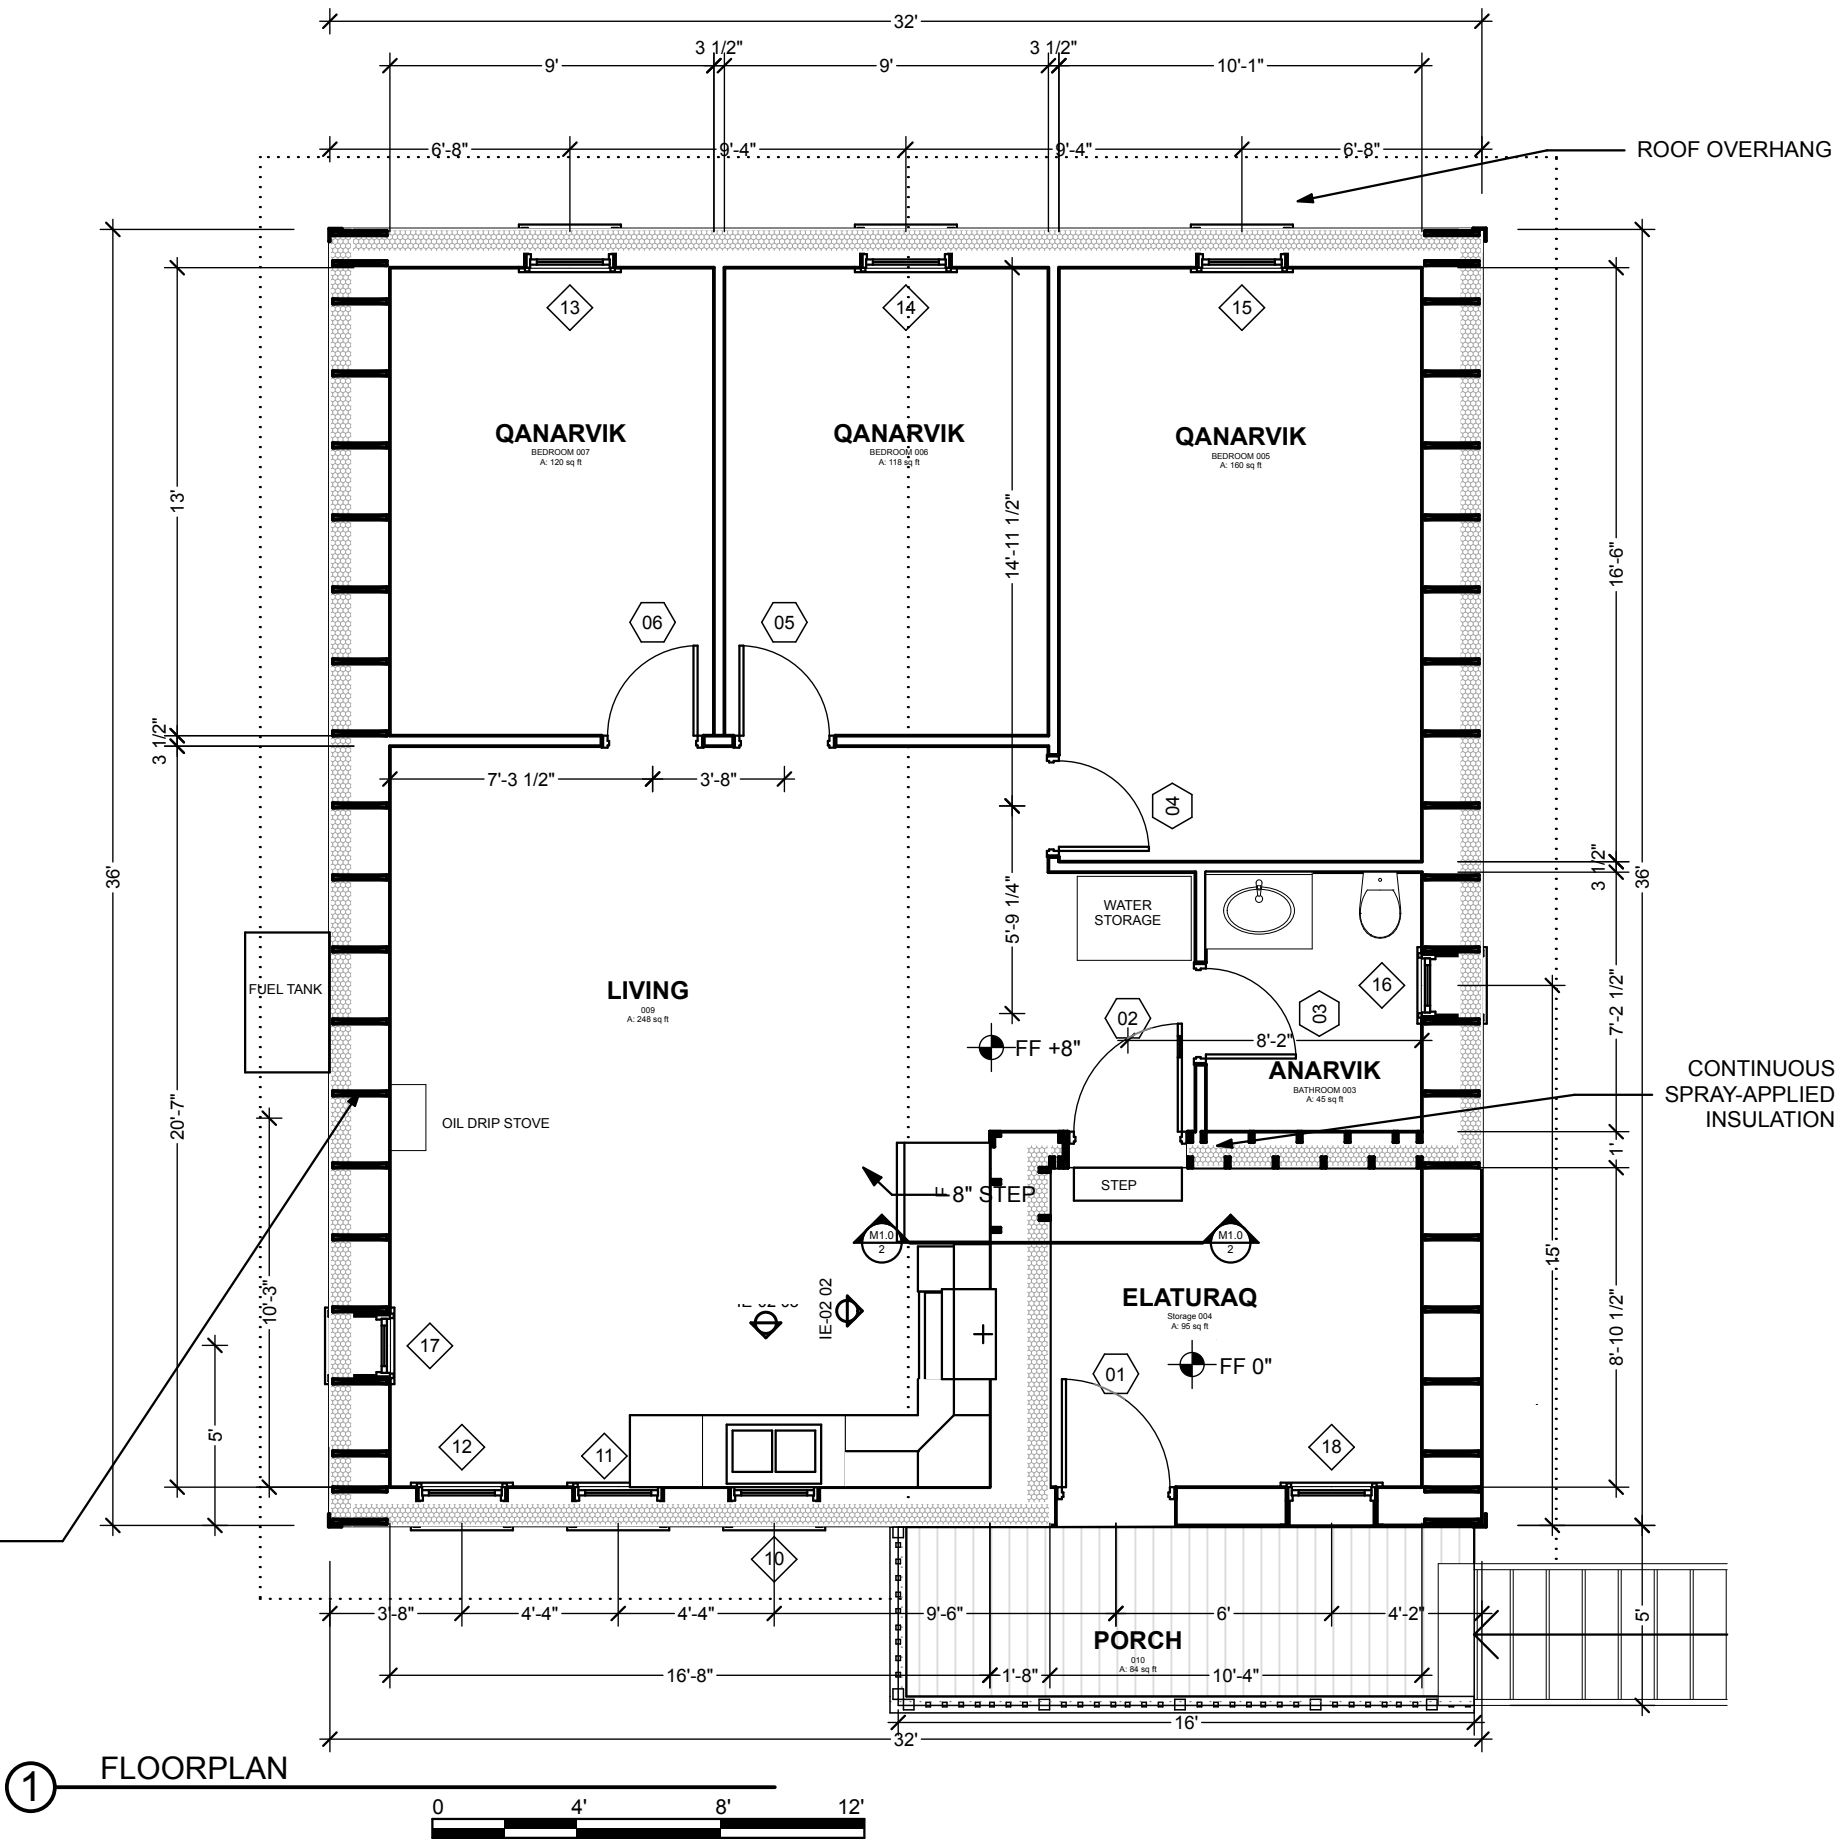 32'
3 1/2"
3 1/2"
9'
9'
10'-1"
6'-8"
9'-4"
9'-4"
6'-8"
ROOF OVERHANG
13
14
15
QANARVIK
BEDROOM 007
A: 120 sq ft
QANARVIK
BEDROOM 006
A: 118 sq ft
QANARVIK
BEDROOM 005
A: 160 sq ft
13'
14'-11 1/2"
16'-6"
06
05
3 1/2"
7'-3 1/2"
3'-8"
04
36'
3 1/2"
36'
WATER
STORAGE
5'-9 1/4"
FUEL TANK
LIVING
009
A: 248 sq ft
16
02
03
7'-2 1/2"
FF +8"
8'-2"
ANARVIK
BATHROOM 003
A: 45 sq ft
CONTINUOUS
SPRAY-APPLIED
INSULATION
20'-7"
OIL DRIP STOVE
1'
STEP
8" STEP
M1.0
2
M1.0
2
15'
10'-3"
IE-02 02
ELATURAQ
Storage 004
A: 95 sq ft
17
FF 0"
01
8'-10 1/2"
5'
12
11
18
10
3'-8"
4'-4"
4'-4"
9'-6"
6'
4'-2"
5'
PORCH
010
A: 84 sq ft
16'-8"
1'-8"
10'-4"
16'
32'
1
FLOORPLAN
0
4'
8'
12'